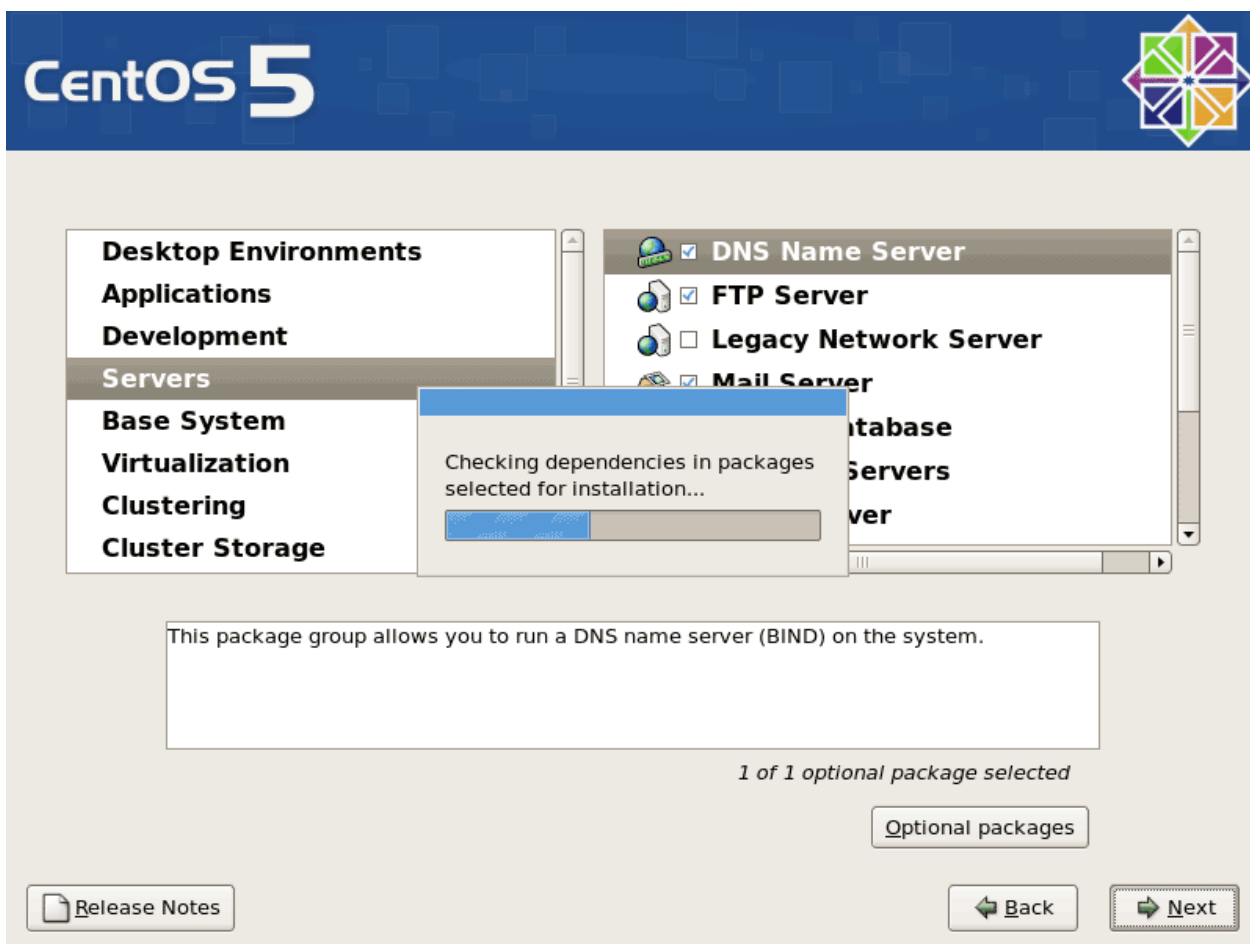 CentOS 5
Desktop Environments
Applications
Development
Servers
Base System
Virtualization
Clustering
Cluster Storage
DNS Name Server
FTP Server
Legacy Network Server
Mail Server
Servers
Checking dependencies in packages
selected for installation...
This package group allows you to run a DNS name server (BIND) on the system.
1 of 1 optional package selected
Optional packages
Release Notes
Back
Next